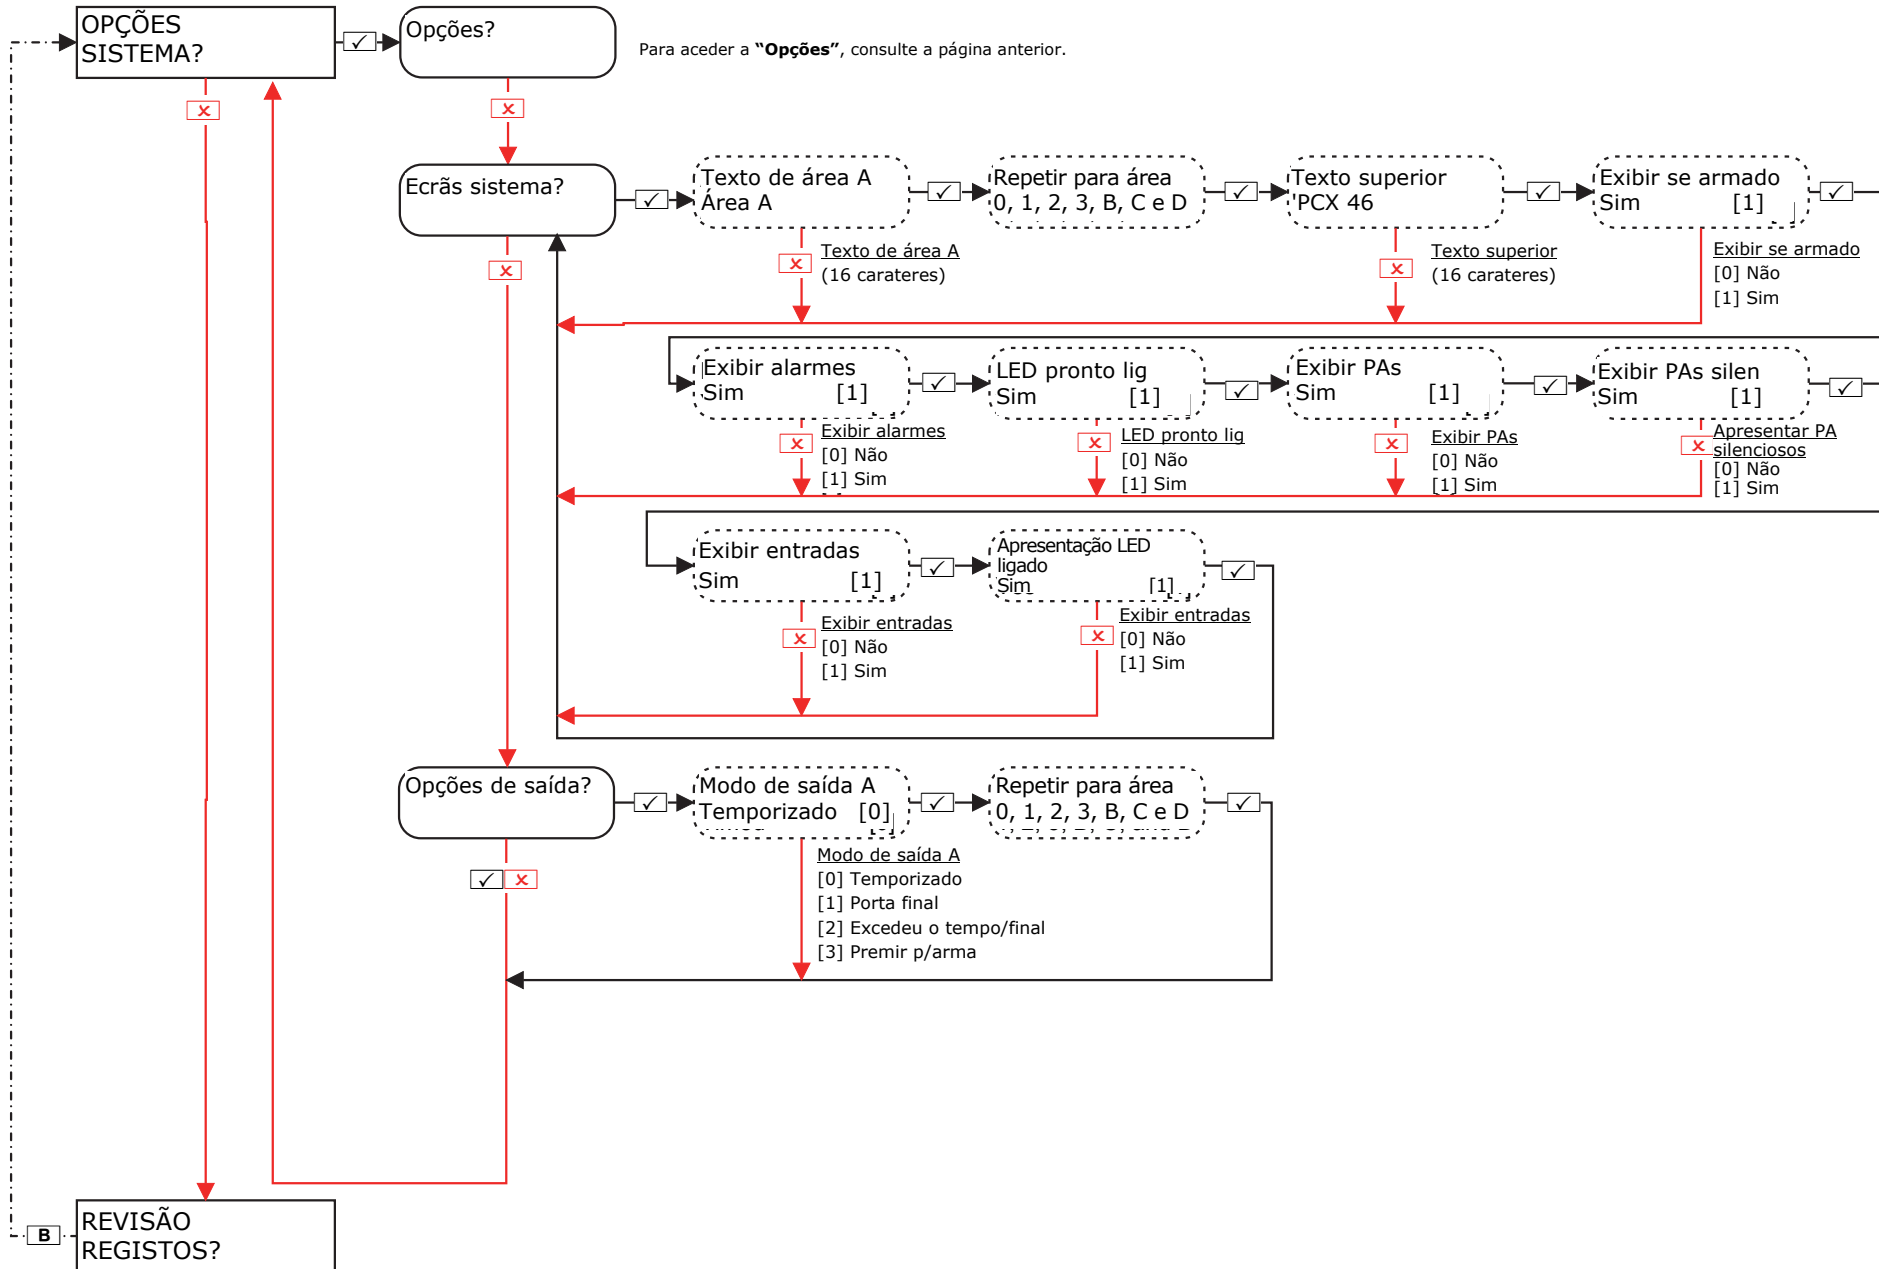 OPÇÕES
SISTEMA?
Opções?
Para aceder a “Opções”, consulte a página anterior.
Ecrãs sistema?
Texto de área A
Área A
Repetir para área
0, 1, 2, 3, B, C e D
Texto superior
PCX 46
Exibir se armado
Sim [1]
Texto de área A
(16 carateres)
Texto superior
(16 carateres)
Exibir se armado
[0] Não
[1] Sim
Exibir alarmes
Sim [1]
LED pronto lig
Sim [1]
Exibir PAs
Sim [1]
Exibir PAs silen
Sim [1]
Exibir alarmes
[0] Não
[1] Sim
LED pronto lig
[0] Não
[1] Sim
Exibir PAs
[0] Não
[1] Sim
Apresentar PA
silenciosos
[0] Não
[1] Sim
Exibir entradas
Sim [1]
Apresentação LED
ligado
Sim [1]
Exibir entradas
[0] Não
[1] Sim
Exibir entradas
[0] Não
[1] Sim
Opções de saída?
Modo de saída A
Temporizado [0]
Repetir para área
0, 1, 2, 3, B, C e D
Modo de saída A
[0] Temporizado
[1] Porta final
[2] Excedeu o tempo/final
[3] Premir p/arma
REVISÃO
REGISTOS?
B